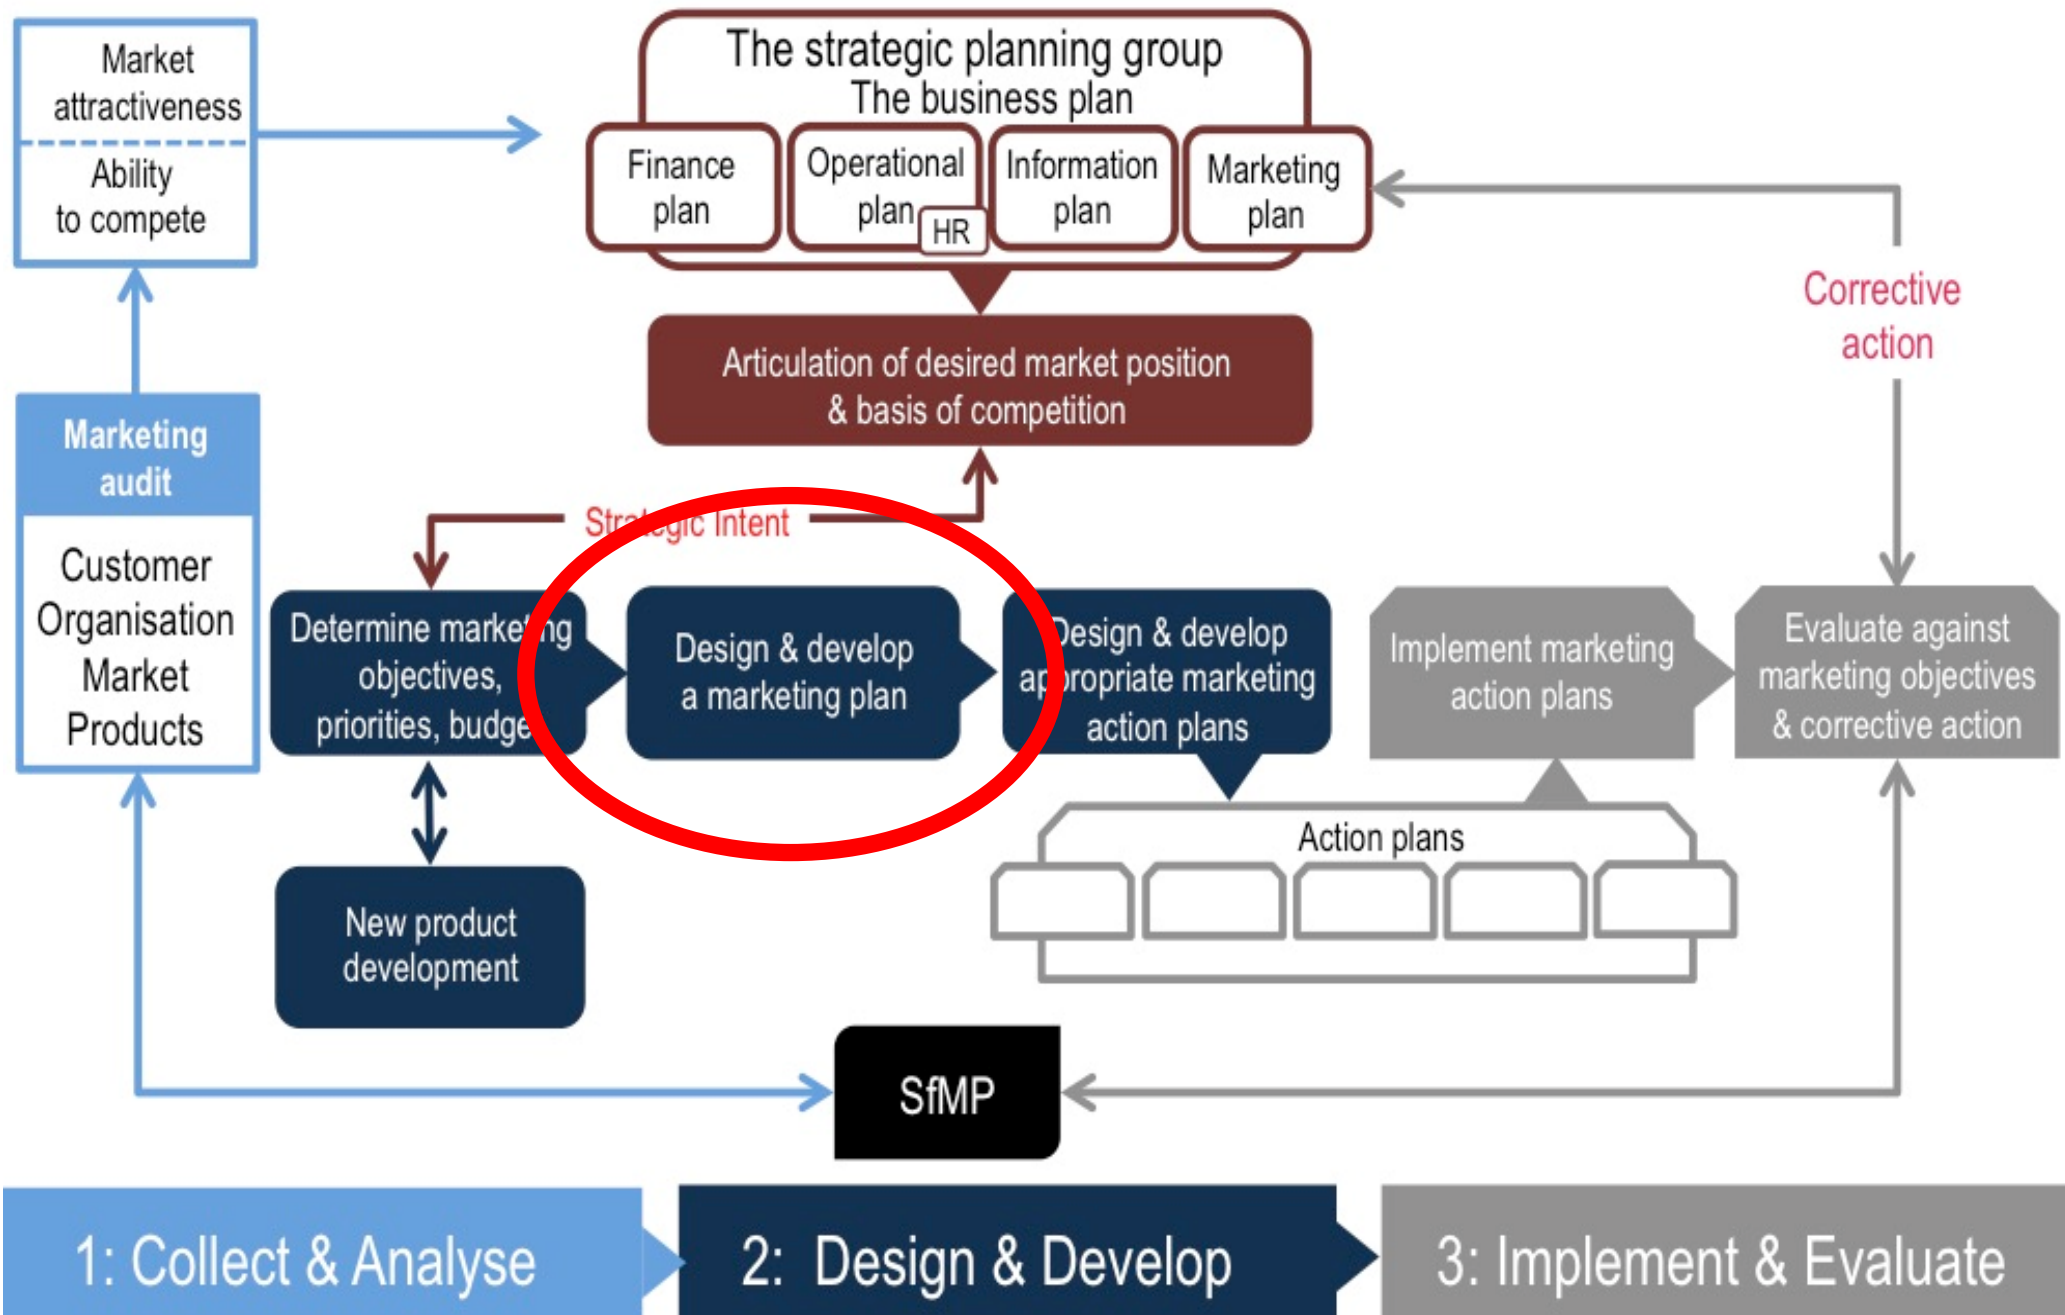 Market
attractiveness
Ability
to compete
The strategic planning group
The business plan
Finance
plan
Operational
plan
HR
Information
plan
Marketing
plan
Corrective
action
Articulation of desired market position
& basis of competition
Marketing
audit
Customer
Organisation
Market
Products
Strategic Intent
Determine marketing
objectives,
priorities, budge
Design & develop
a marketing plan
Design & develop
appropriate marketing
action plans
Implement marketing
action plans
Evaluate against
marketing objectives
& corrective action
New product
development
Action plans
SfMP
1: Collect & Analyse
2: Design & Develop
3: Implement & Evaluate